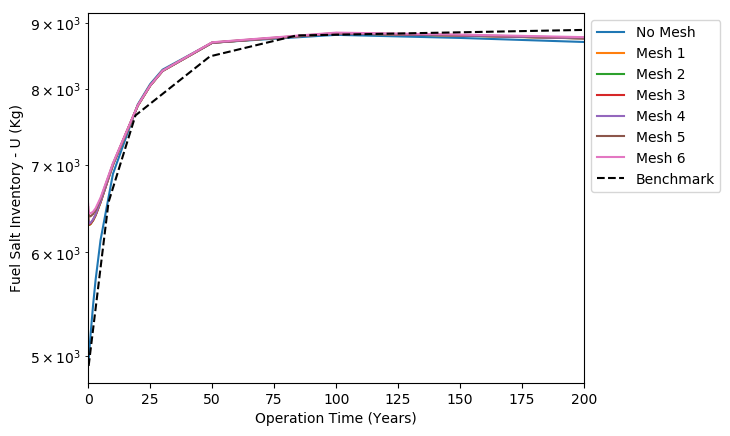 9 × 10³
8 × 10³
7 × 10³
6 × 10³
5 × 10³
Fuel Salt Inventory - U (Kg)
0 25 50 75 100 125 150 175 200
Operation Time (Years)
No Mesh
Mesh 1
Mesh 2
Mesh 3
Mesh 4
Mesh 5
Mesh 6
Benchmark